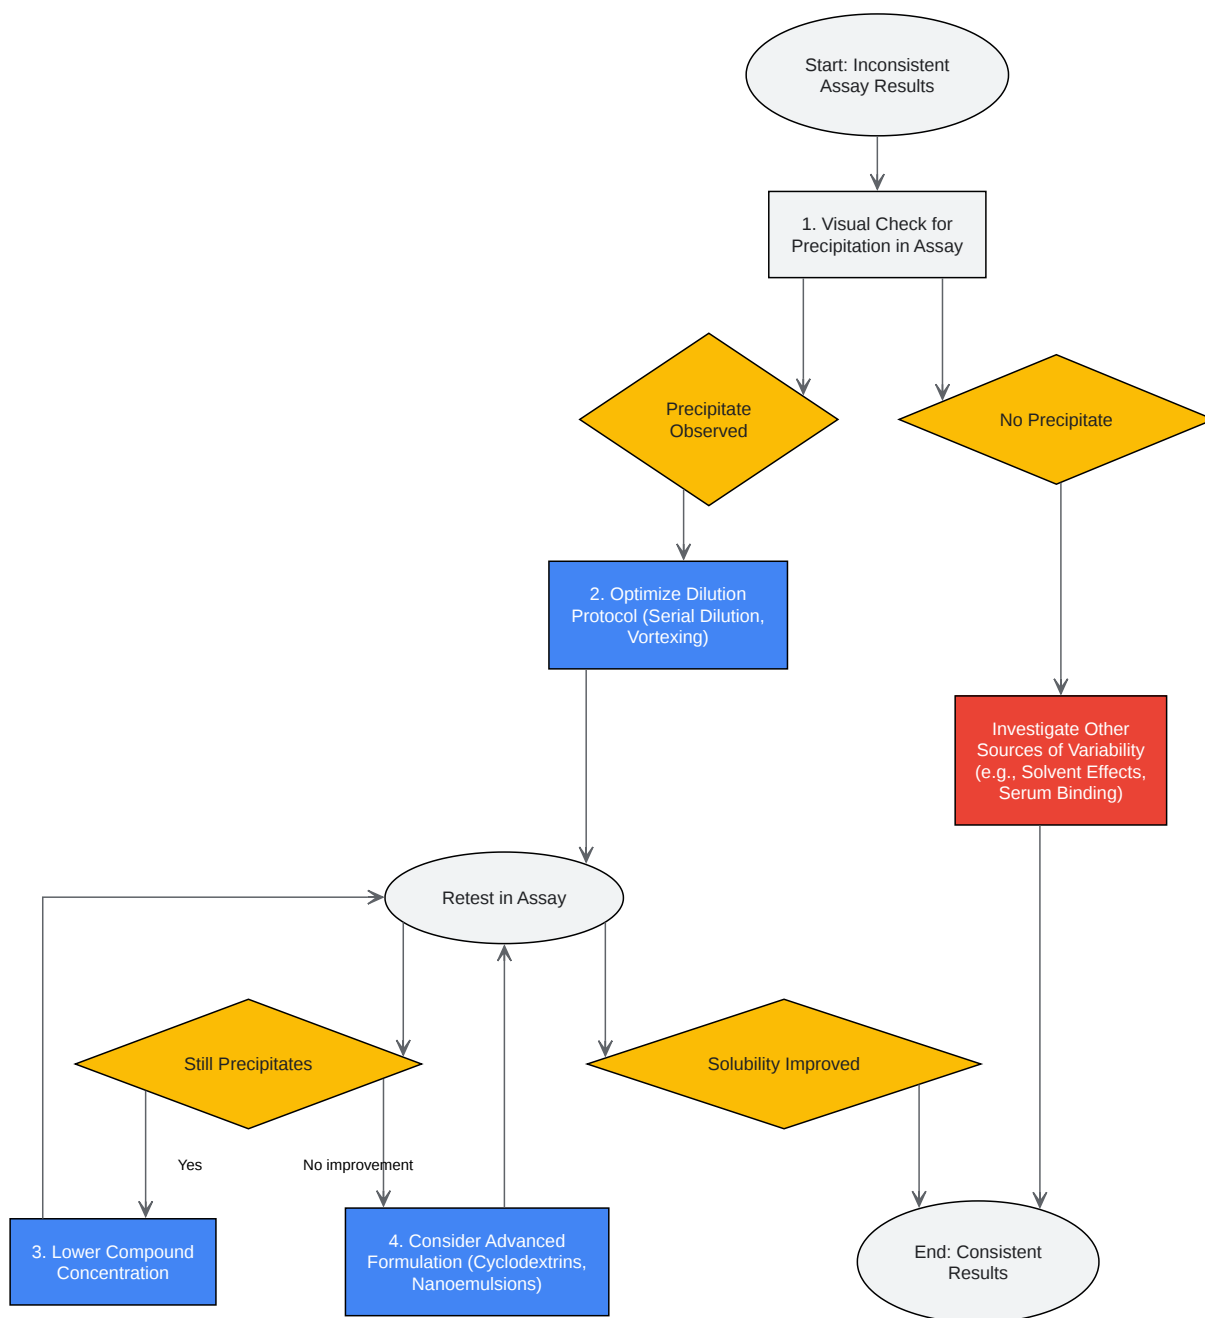 Start: Inconsistent
Assay Results
1. Visual Check for
Precipitation in Assay
Precipitate
Observed
No Precipitate
2. Optimize Dilution
Protocol (Serial Dilution,
Vortexing)
Investigate Other
Sources of Variability
(e.g., Solvent Effects,
Serum Binding)
Retest in Assay
Still Precipitates
Solubility Improved
Yes
No improvement
3. Lower Compound
Concentration
4. Consider Advanced
Formulation (Cyclodextrins,
Nanoemulsions)
End: Consistent
Results